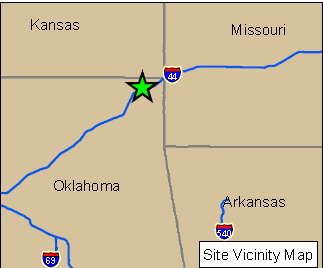 Kansas
Missouri
44
Oklahoma
Arkansas
540
69
Site Vicinity Map